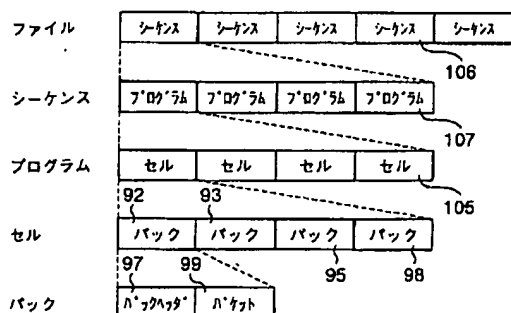 ファイル シーケンス シーケンス シーケンス シーケンス シーケンス
106
シーケンス プログラム プログラム プログラム プログラム
107
プログラム セル セル セル セル
105
92 93
セル パック パック パック パック
97 99 95 98
パック パックヘッダ パケット